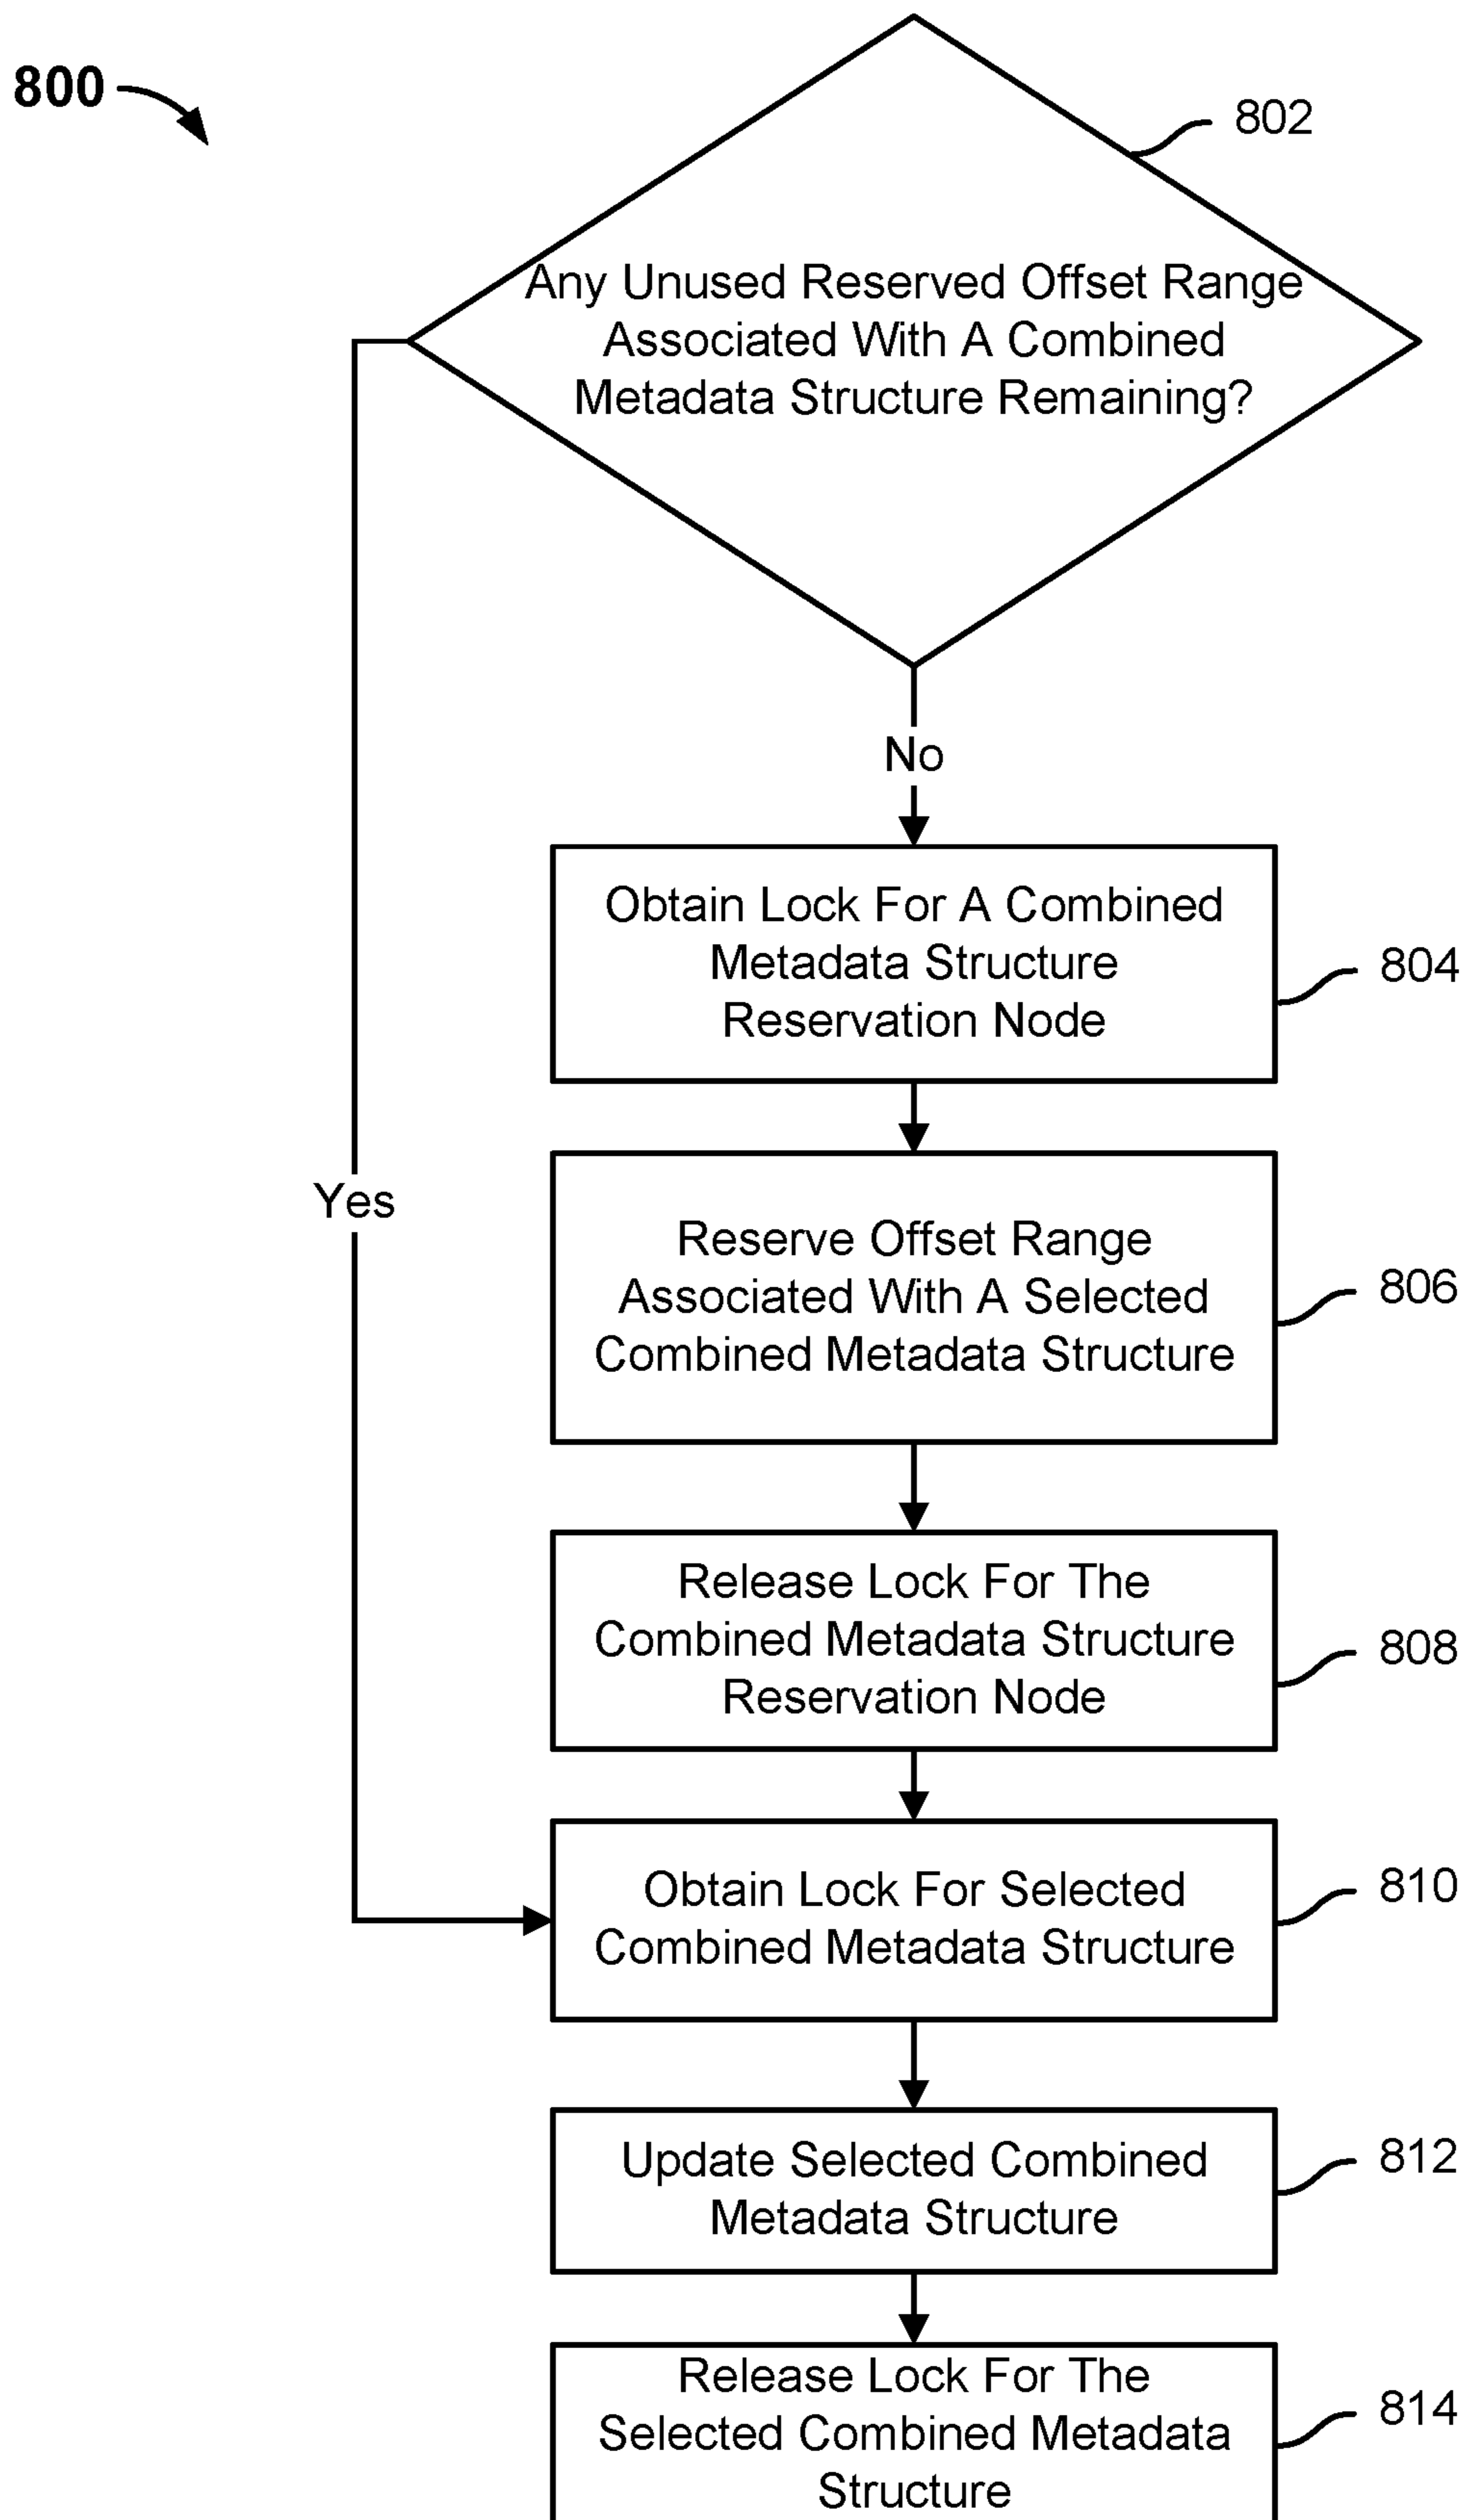 800
802
Any Unused Reserved Offset Range
Associated With A Combined
Metadata Structure Remaining?
No
Obtain Lock For A Combined
Metadata Structure
Reservation Node
804
Yes
Reserve Offset Range
Associated With A Selected
Combined Metadata Structure
806
Release Lock For The
Combined Metadata Structure
Reservation Node
808
Obtain Lock For Selected
Combined Metadata Structure
810
Update Selected Combined
Metadata Structure
812
Release Lock For The
Selected Combined Metadata
Structure
814